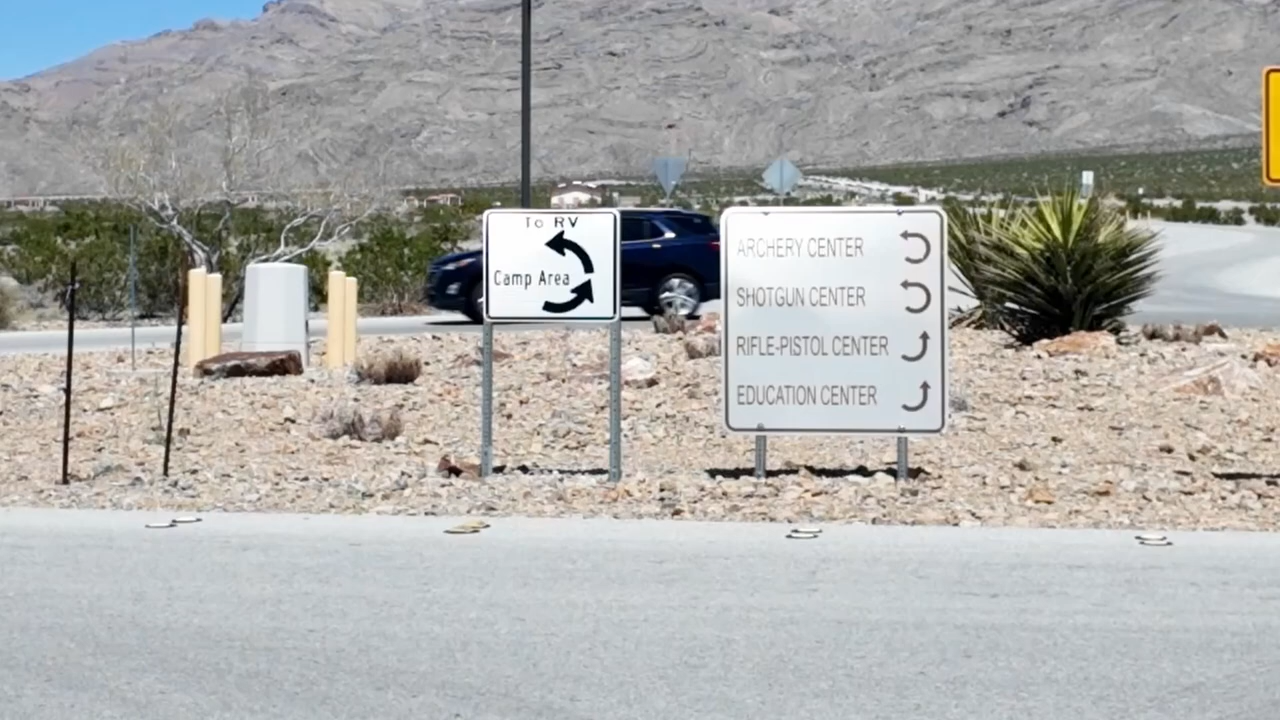 To RV
Camp Area
ARCHERY CENTER
SHOTGUN CENTER
RIFLE-PISTOL CENTER
EDUCATION CENTER